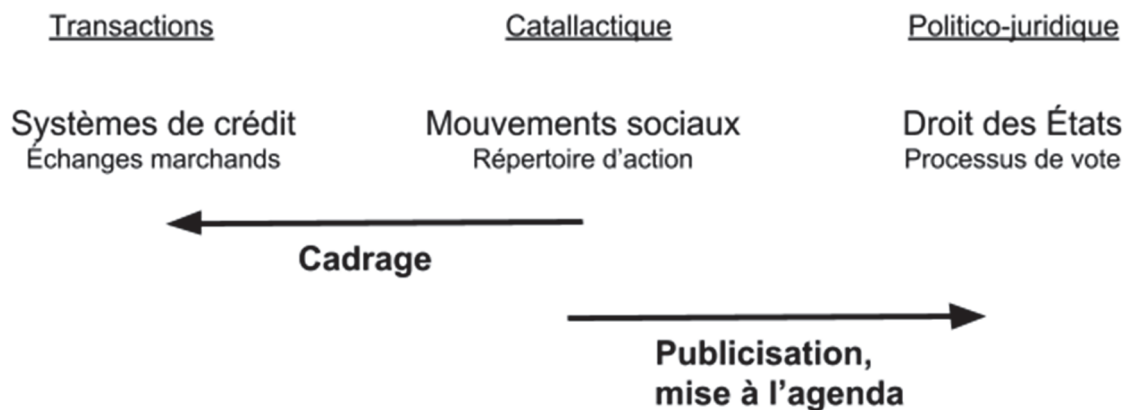 Transactions
Catallactique
Politico-juridique
Systèmes de crédit
Échanges marchands
Mouvements sociaux
Répertoire d'action
Droit des États
Processus de vote
Cadrage
Publicisation,
mise à l'agenda